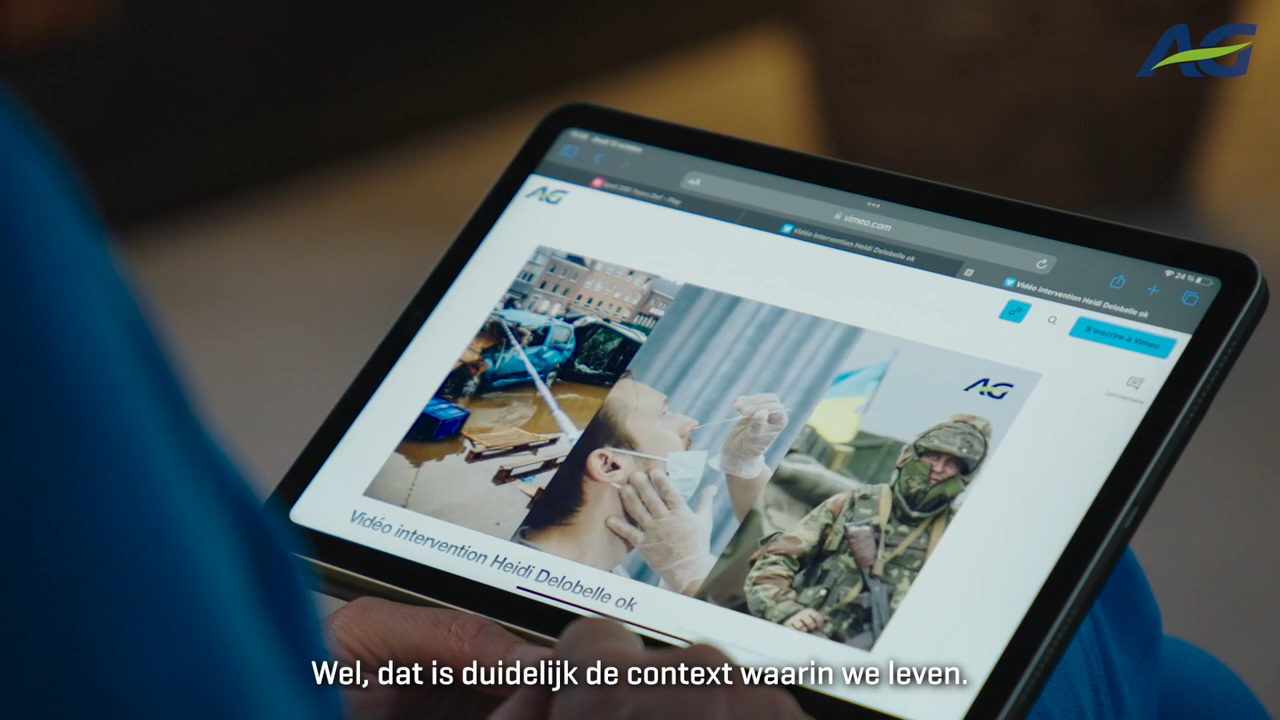 AG
vimeo.com
24 %
Vidéo intervention Heidi Delobelle ok
Vidéo intervention Heidi Delobelle ok
AG
S'inscrire à Vimeo
AG
Vidéo intervention Heidi Delobelle ok
Wel, dat is duidelijk de context waarin we leven.